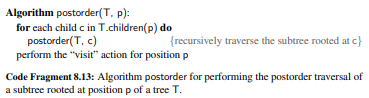 Algorithm postorder(T, p):
for each child c in T.children(p) do
postorder(T, c) {recursively traverse the subtree rooted at c}
perform the “visit” action for position p
Code Fragment 8.13: Algorithm postorder for performing the postorder traversal of
a subtree rooted at position p of a tree T.